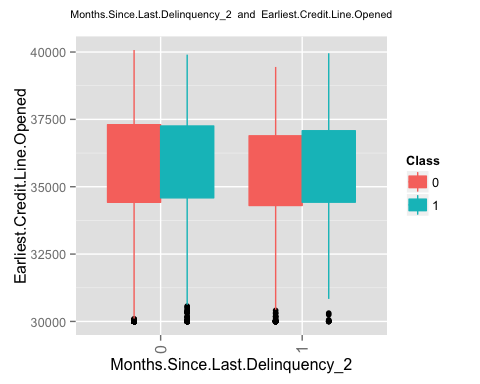 Months.Since.Last.Delinquency_2 and Earliest.Credit.Line.Opened
40000
37500
35000
32500
30000
Earliest.Credit.Line.Opened
0
1
Months.Since.Last.Delinquency_2
Class
0
1